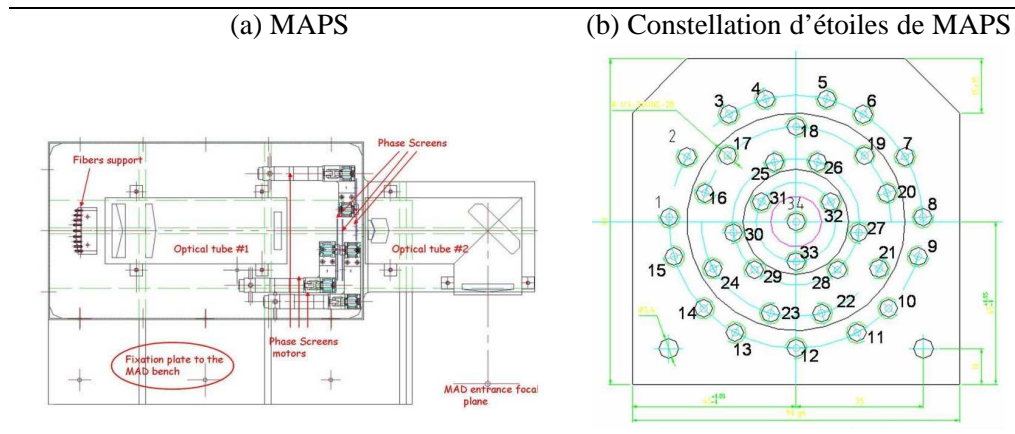 (a) MAPS
(b) Constellation d'étoiles de MAPS
Fibers support
Phase Screens
Optical tube #1
Optical tube #2
Phase Screens
motors
Fixation plate to the
MAD bench
MAD entrance focal
plane
1
2
3
4
5
6
7
8
9
10
11
12
13
14
15
16
17
18
19
20
21
22
23
24
25
26
27
28
29
30
31
32
33
34
35